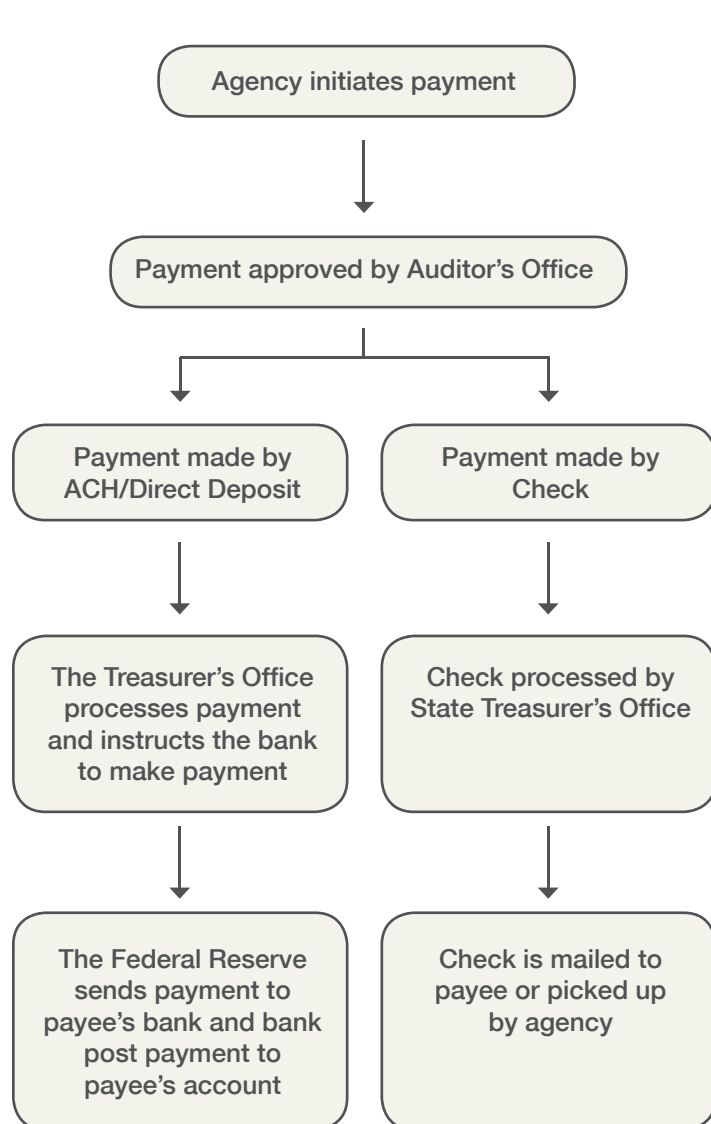 Agency initiates payment
Payment approved by Auditor’s Office
Payment made by
ACH/Direct Deposit
Payment made by
Check
The Treasurer’s Office
processes payment
and instructs the bank
to make payment
Check processed by
State Treasurer’s Office
The Federal Reserve
sends payment to
payee’s bank and bank
post payment to
payee’s account
Check is mailed to
payee or picked up
by agency